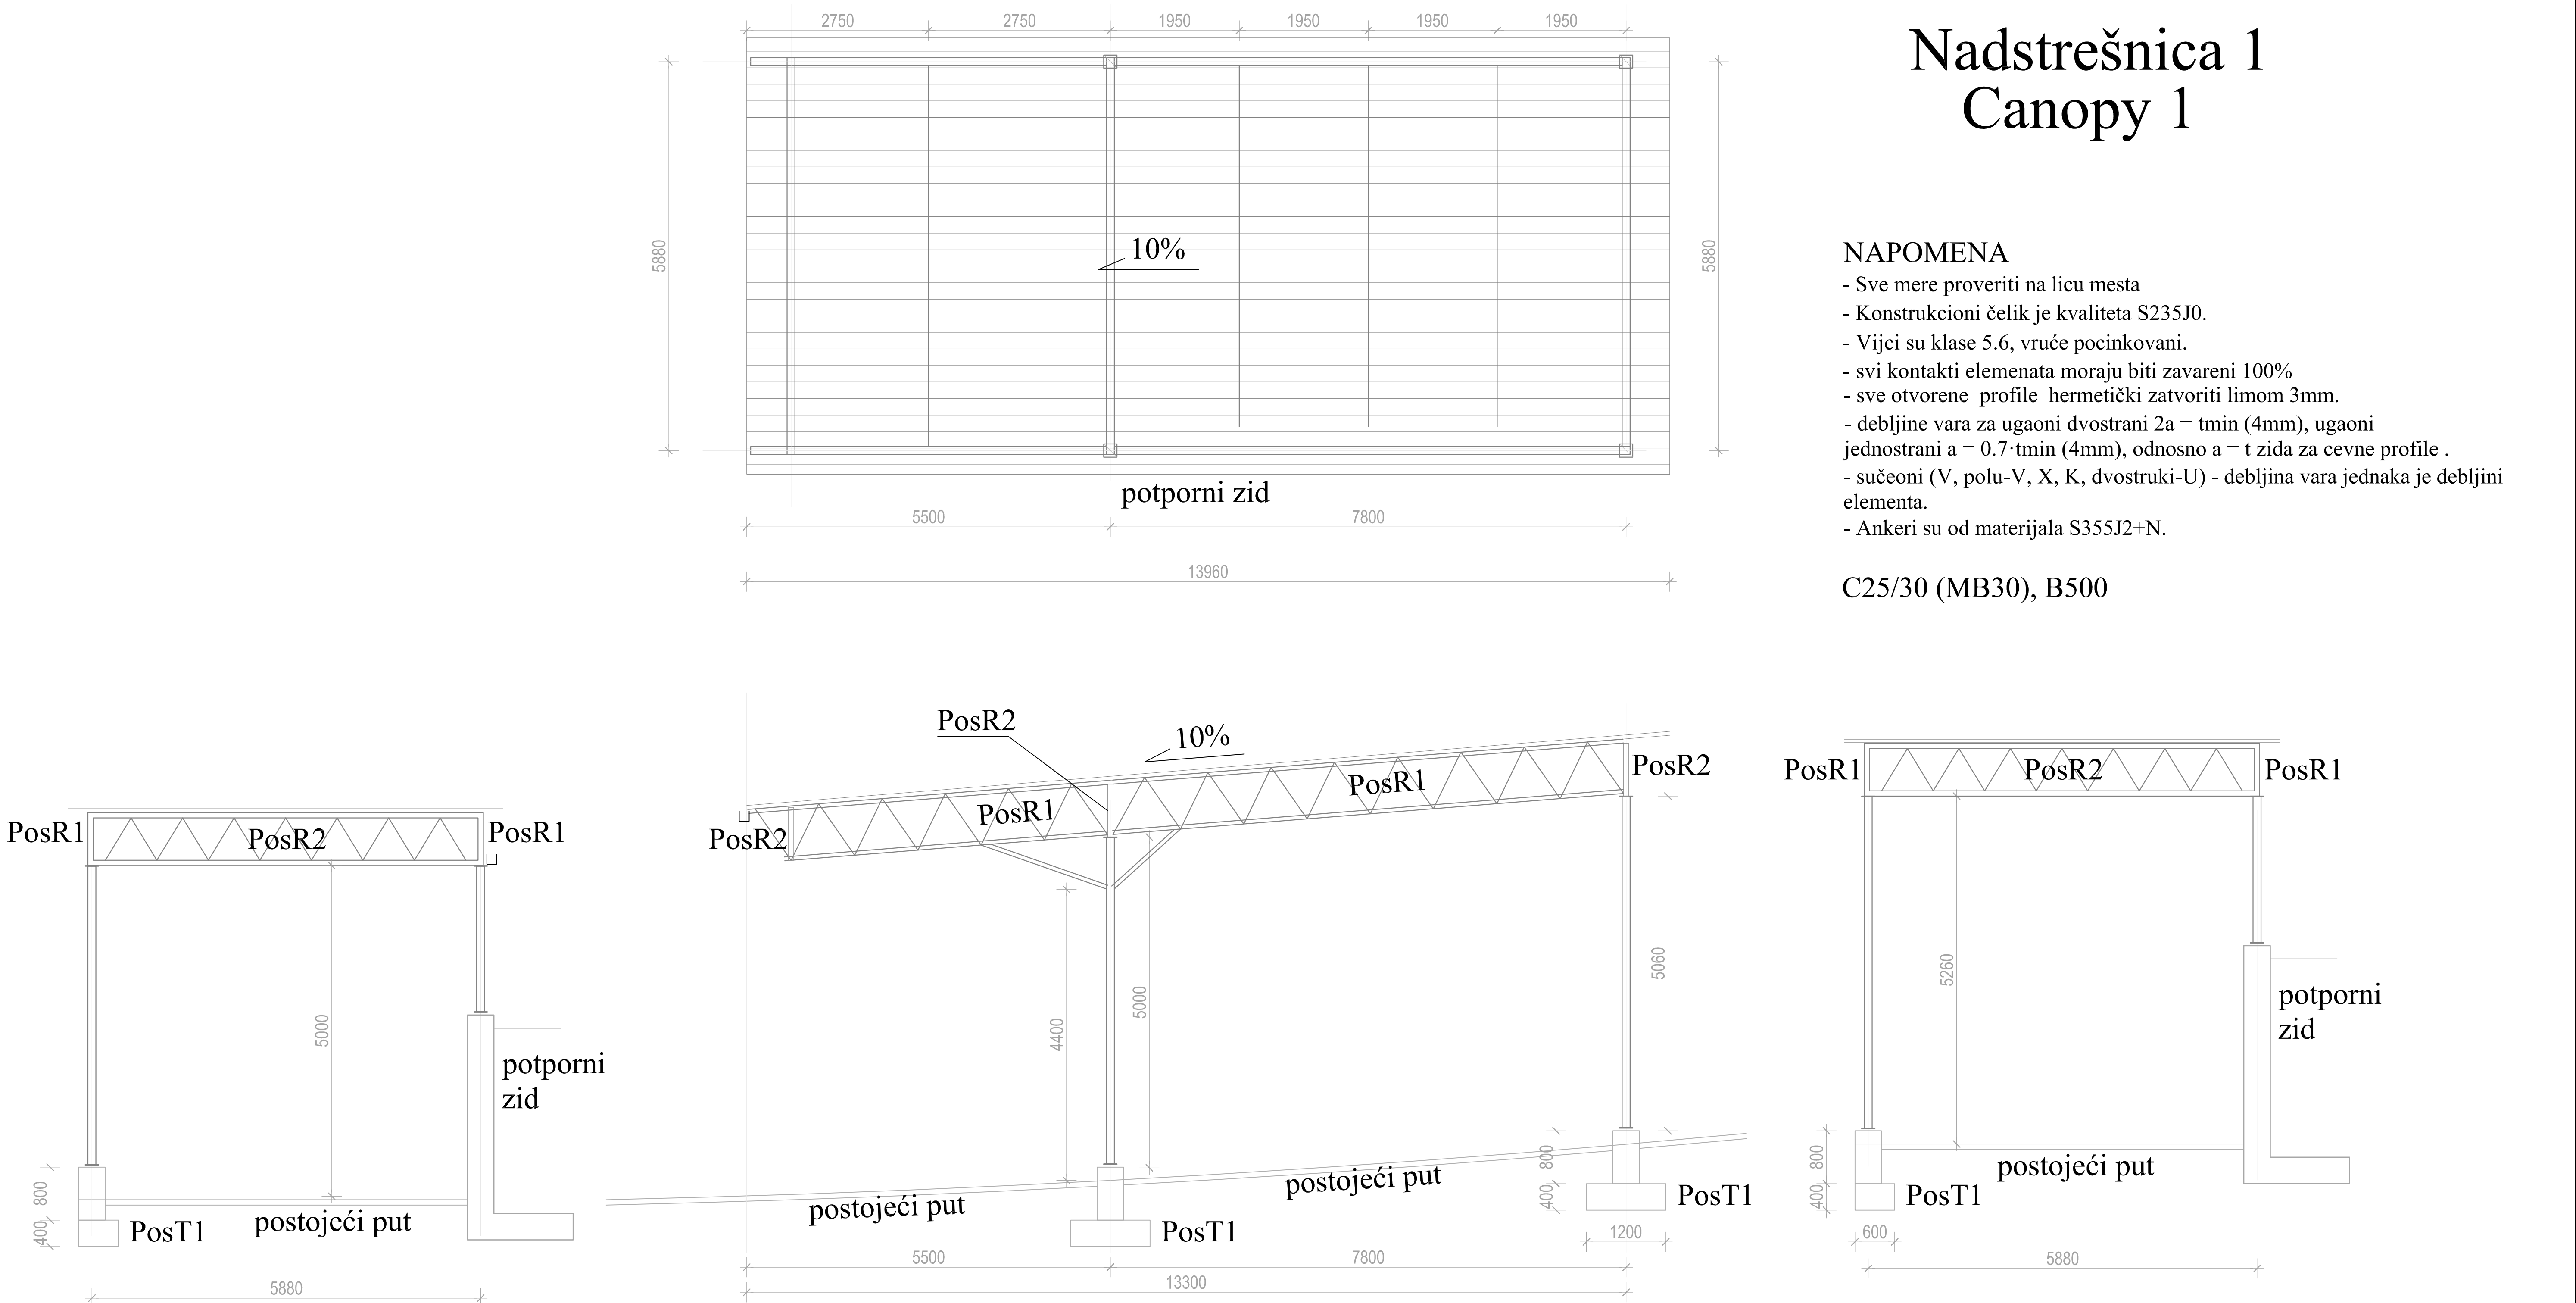 Nadstrešnica 1
Canopy 1
2750 2750 1950 1950 1950 1950
5880
10%
5880
potporni zid
5500 7800
13960
NAPOMENA
- Sve mere proveriti na licu mesta
- Konstrukcioni čelik je kvaliteta S235J0.
- Vijci su klase 5.6, vruće pocinkovani.
- svi kontakti elemenata moraju biti zavareni 100%
- sve otvorene profile hermetički zatvoriti limom 3mm.
- debljine vara za ugaoni dvostrani 2a = tmin (4mm), ugaoni
jednostrani a = 0.7·tmin (4mm), odnosno a = t zida za cevne profile .
- sučeoni (V, polu-V, X, K, dvostruki-U) - debljina vara jednaka je debljini
elementa.
- Ankeri su od materijala S355J2+N.
C25/30 (MB30), B500
PosR1 PosR2 PosR1
5000
potporni
zid
800
400
PosT1
postojeći put
5880
PosR2
10%
PosR2
PosR1
PosR1
PosR2
4400
5000
5060
postojeći put
postojeći put
800
400
PosT1
PosT1
1200
5500 7800
13300
PosR1 PosR2 PosR1
5260
potporni
zid
800
400
postojeći put
PosT1
600
5880